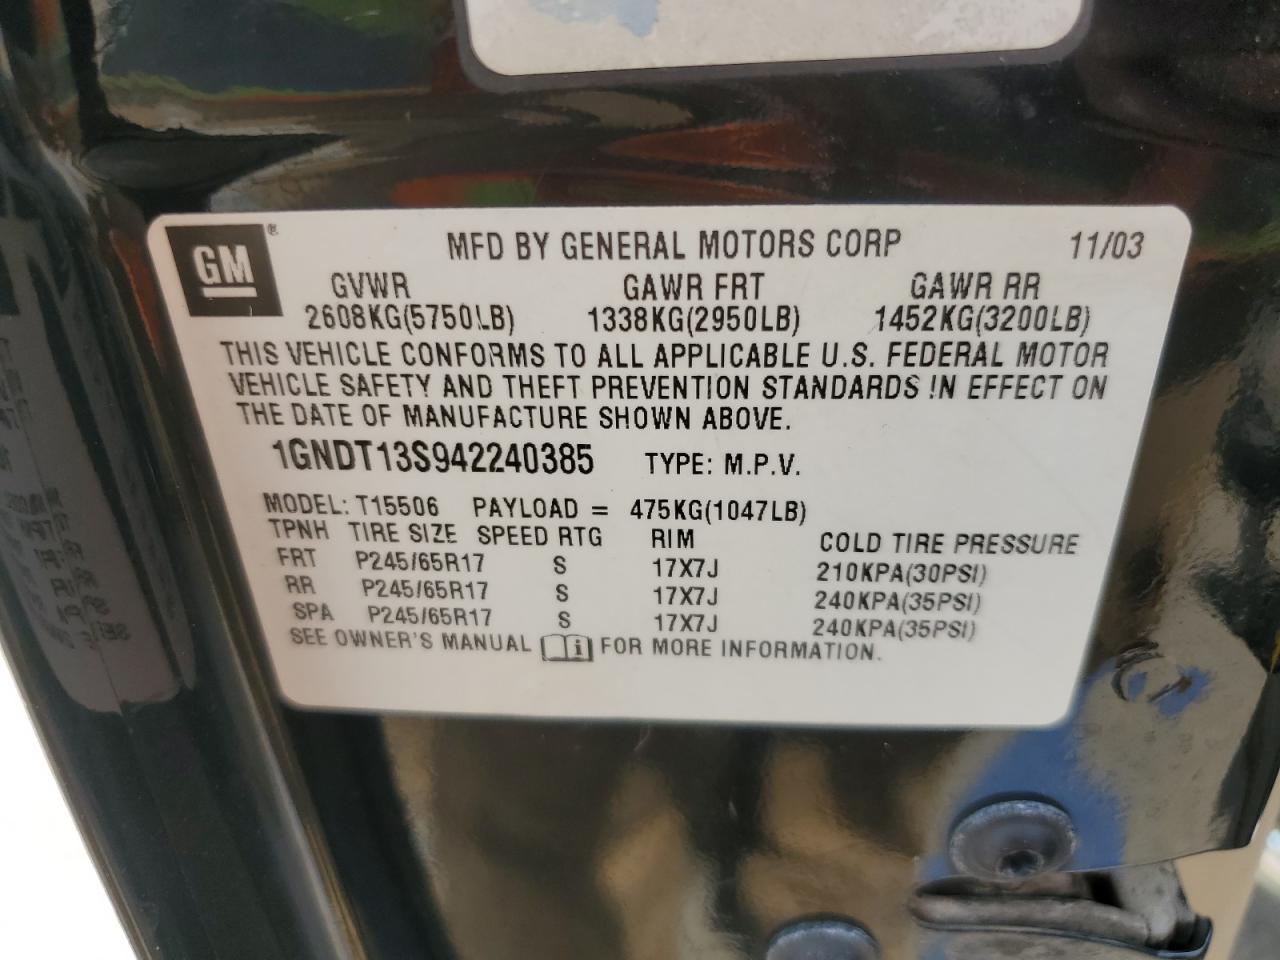 GM® MFD BY GENERAL MOTORS CORP 11/03
GVWR GAWR FRT GAWR RR
2608KG(5750LB) 1338KG(2950LB) 1452KG(3200LB)
THIS VEHICLE CONFORMS TO ALL APPLICABLE U.S. FEDERAL MOTOR
VEHICLE SAFETY AND THEFT PREVENTION STANDARDS IN EFFECT ON
THE DATE OF MANUFACTURE SHOWN ABOVE.
1GNDT13S942240385 TYPE: M.P.V.
MODEL: T15506 PAYLOAD = 475KG(1047LB)
TPNH TIRE SIZE SPEED RTG RIM COLD TIRE PRESSURE
FRT P245/65R17 S 17X7J 210KPA(30PSI)
RR P245/65R17 S 17X7J 240KPA(35PSI)
SPA P245/65R17 S 17X7J 240KPA(35PSI)
SEE OWNER'S MANUAL i FOR MORE INFORMATION.